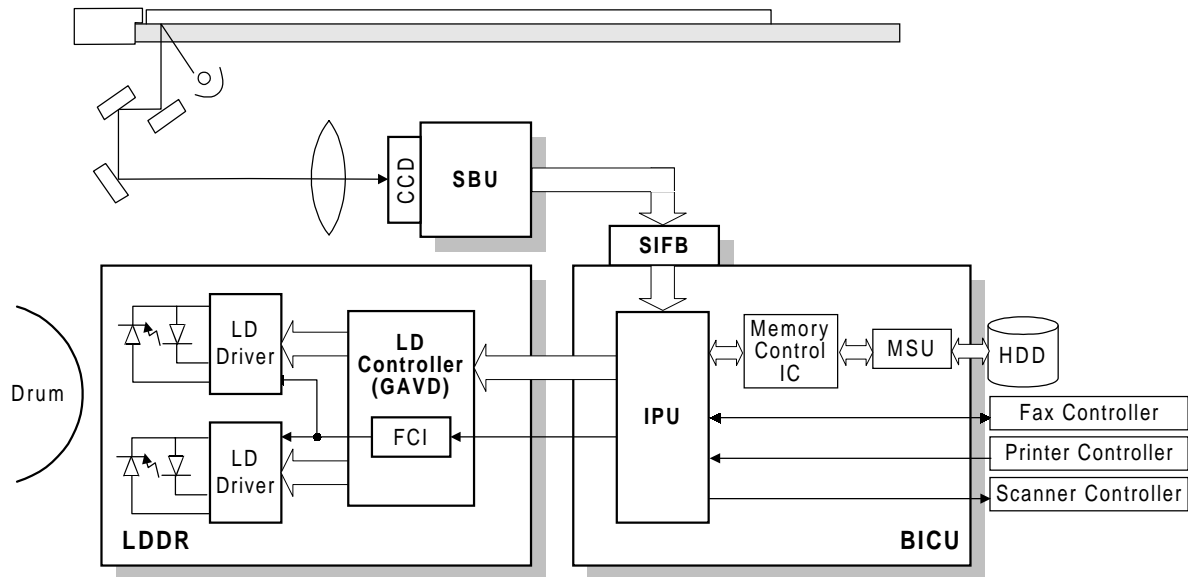 CCD
SBU
SIFB
LD
Driver
LD
Controller
(GAVD)
FCI
LD
Driver
LDDR
Drum
IPU
Memory
Control
IC
MSU
HDD
Fax Controller
Printer Controller
Scanner Controller
BICU